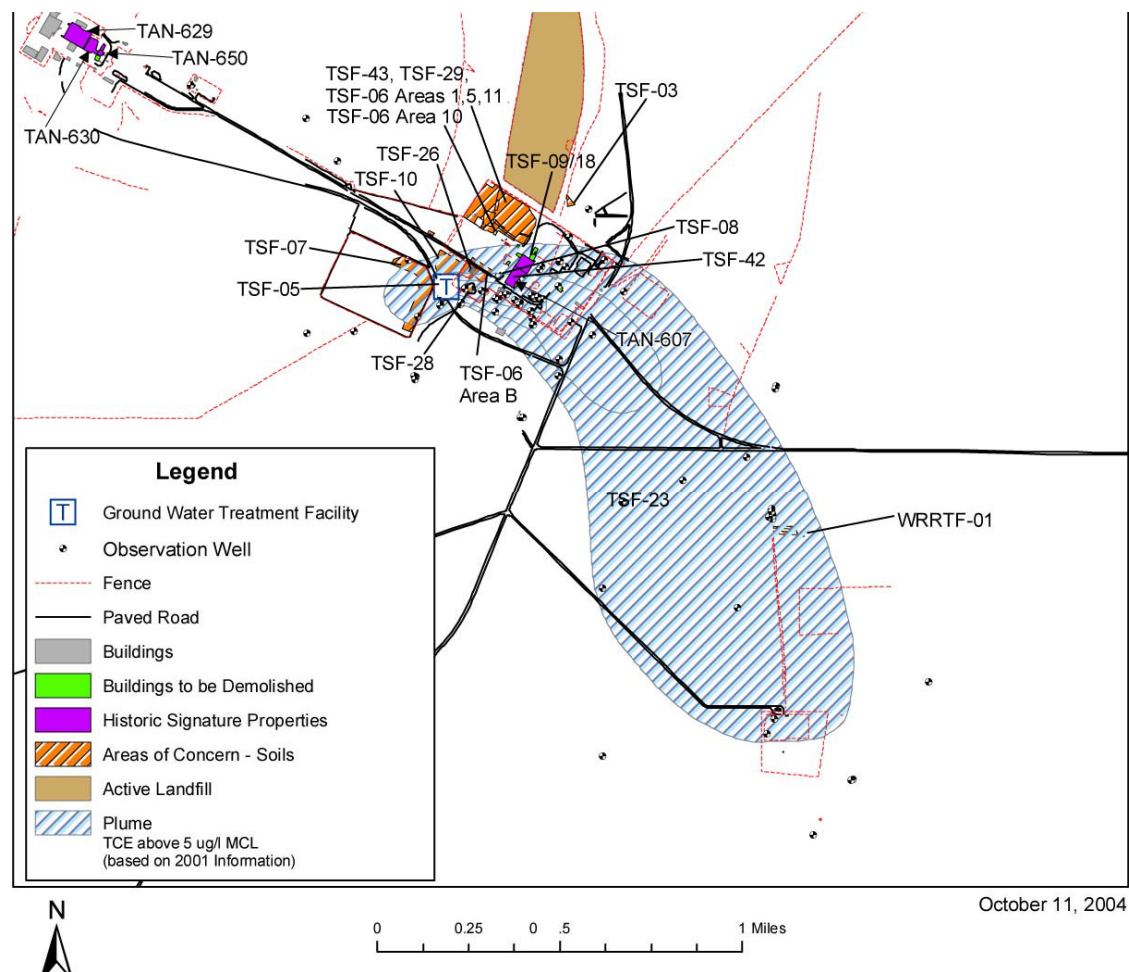 TAN-629
TAN-650
TAN-630
TSF-43, TSF-29,
TSF-06 Areas 1,5,11
TSF-06 Area 10
TSF-03
TSF-26
TSF-10
TSF-09/18
TSF-08
TSF-07
TSF-42
TSF-05
T
TAN-607
TSF-28
TSF-06
Area B
TSF-23
WRRTF-01
Legend
T
Ground Water Treatment Facility
Observation Well
Fence
Paved Road
Buildings
Buildings to be Demolished
Historic Signature Properties
Areas of Concern - Soils
Active Landfill
Plume
TCE above 5 ug/l MCL
(based on 2001 Information)
October 11, 2004
N
0 0.25 0 .5 1 Miles